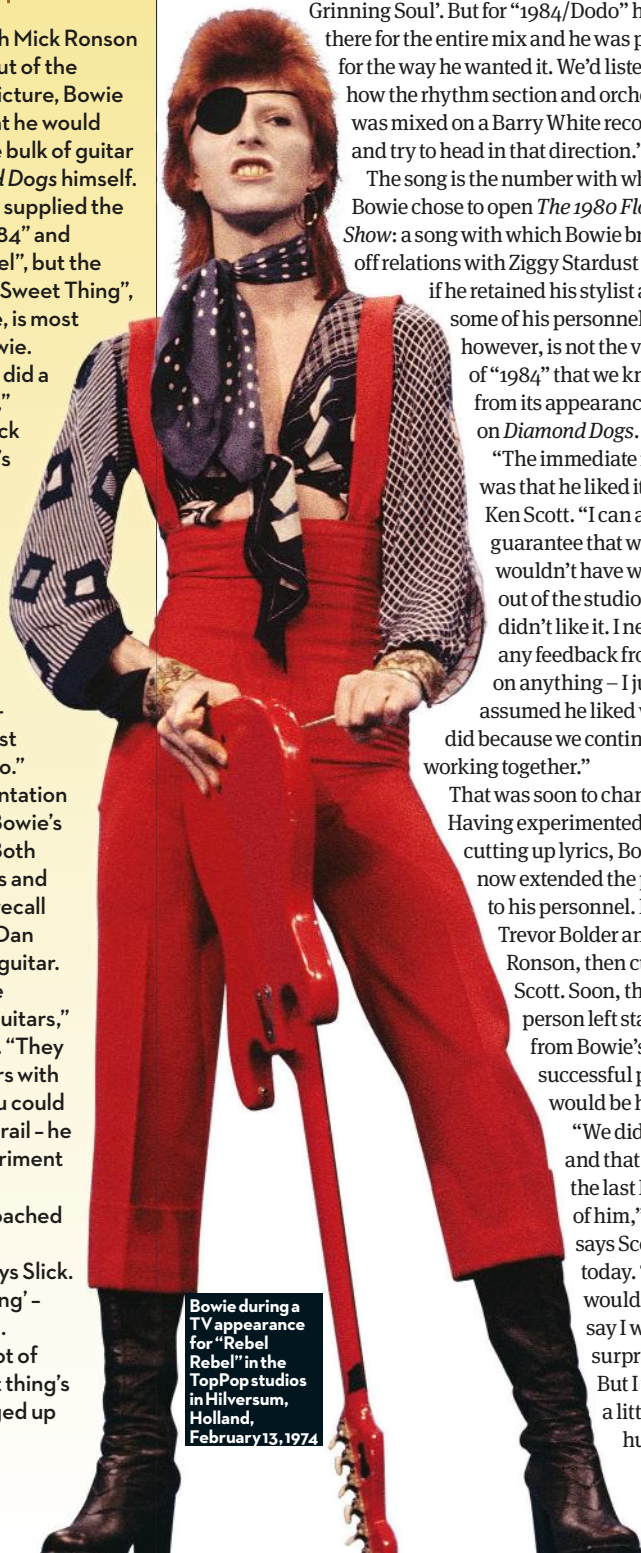 h Mick Ronson
ut of the
icture, Bowie
at he would
e bulk of guitar
d Dogs himself.
supplied the
84” and
el”, but the
Sweet Thing”,
e, is most
wie.
did a
,”
ck
’s
st
o.”
ntation
Bowie’s
Both
s and
ecall
Dan
guitar.
e
uitars,”
. “They
rs with
u could
rail – he
riment
oached
ys Slick.
ng’ –
.
ot of
t thing’s
ged up
Grinning Soul’. But for “1984/Dodo” h
there for the entire mix and he was p
for the way he wanted it. We’d liste
how the rhythm section and orche
was mixed on a Barry White reco
and try to head in that direction.”
The song is the number with wh
Bowie chose to open The 1980 Flo
Show: a song with which Bowie br
off relations with Ziggy Stardust
if he retained his stylist a
some of his personnel
however, is not the v
of “1984” that we kn
from its appearanc
on Diamond Dogs.
“The immediate
was that he liked it
Ken Scott. “I can a
guarantee that w
wouldn’t have w
out of the studio
didn’t like it. I ne
any feedback fro
on anything – I ju
assumed he liked w
did because we contin
working together.”
That was soon to chan
Having experimented
cutting up lyrics, Bo
now extended the p
to his personnel.
Trevor Bolder an
Ronson, then cu
Scott. Soon, th
person left sta
from Bowie’s
successful p
would be h
“We did
and that
the last
of him,”
says Sco
today. “
would
say I w
surpr
But I
a litt
hu
Bowie during a
TV appearance
for “Rebel
Rebel” in the
TopPop studios
in Hilversum,
Holland,
February 13, 1974